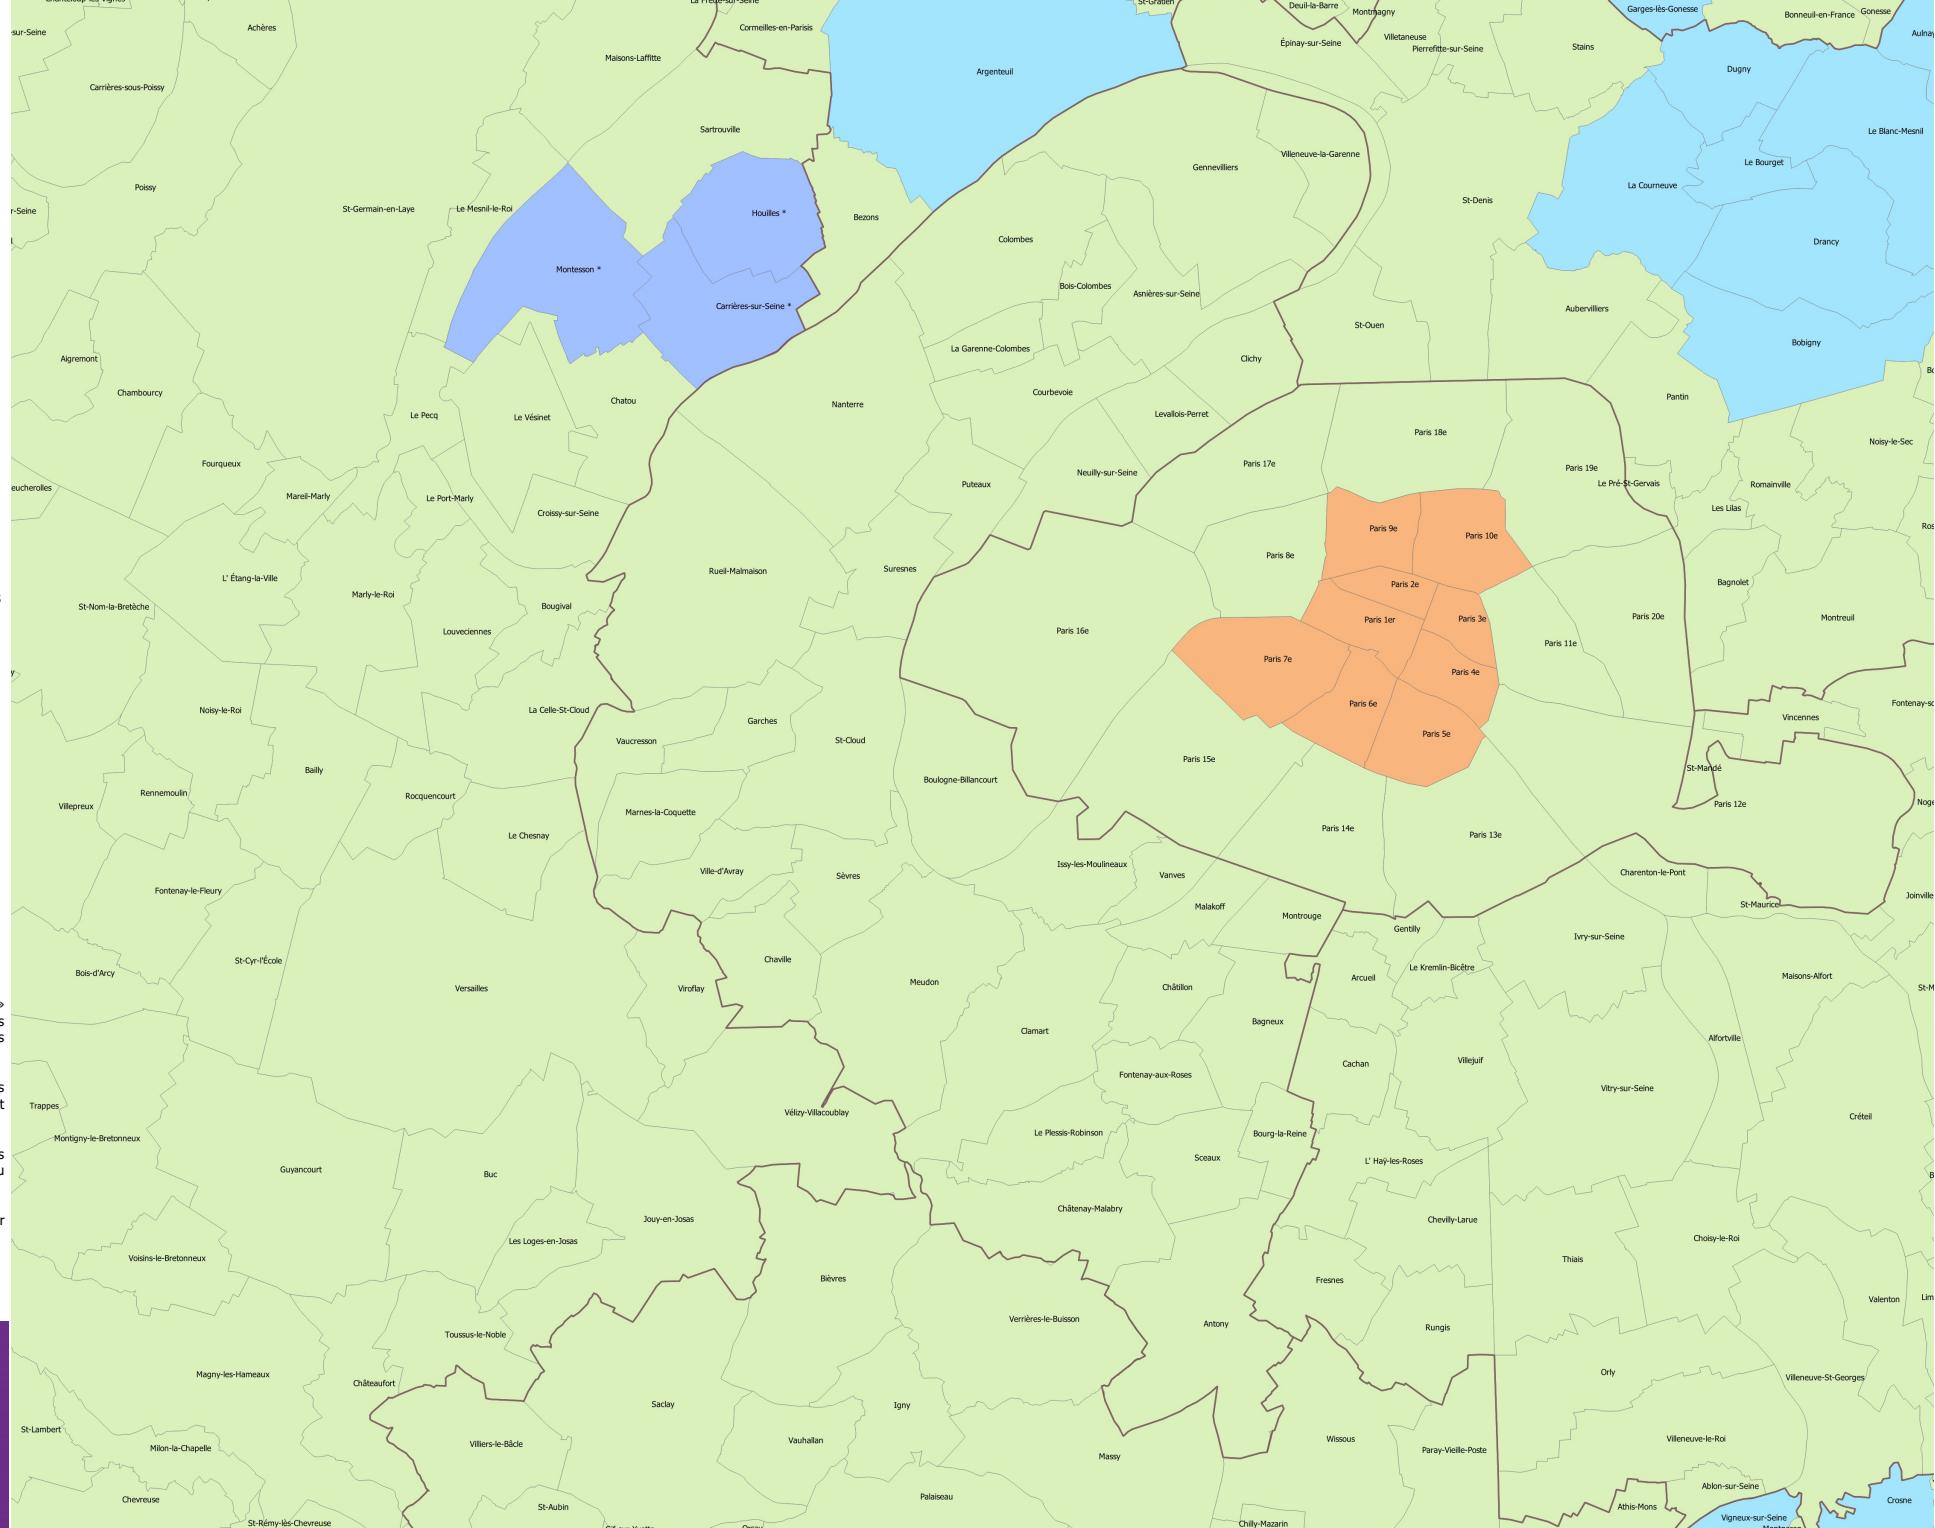 Achères
Cormeilles-en-Parisis
Maisons-Laffitte
Argenteuil
St-Gratien
Deuil-la-Barre
Montmagny
Épinay-sur-Seine
Villetaneuse
Pierrefitte-sur-Seine
Stains
Garges-lès-Gonesse
Bonneuil-en-France
Gonesse
Aulnay
sur-Seine
Carrières-sous-Poissy
Dugny
Sartrouville
Le Blanc-Mesnil
Villeneuve-la-Garenne
Gennevilliers
Le Bourget
La Courneuve
Poissy
St-Germain-en-Laye
Le Mesnil-le-Roi
r-Seine
Houilles *
Bezons
St-Denis
Colombes
Drancy
Montesson *
Bois-Colombes
Asnières-sur-Seine
Carrières-sur-Seine *
Aubervilliers
St-Ouen
Bobigny
La Garenne-Colombes
Clichy
Aigremont
Chambourcy
Courbevoie
Pantin
Chatou
Nanterre
Le Pecq
Le Vésinet
Levallois-Perret
Paris 18e
Noisy-le-Sec
Fourqueux
Paris 17e
Paris 19e
Neuilly-sur-Seine
Le Pré-St-Gervais
Romainville
Puteaux
eucherolles
Mareil-Marly
Le Port-Marly
Croissy-sur-Seine
Les Lilas
Ros
Paris 9e
Paris 10e
Paris 8e
Rueil-Malmaison
Suresnes
L' Étang-la-Ville
Paris 2e
Bagnolet
Marly-le-Roi
St-Nom-la-Bretèche
Bougival
Paris 1er
Paris 3e
Paris 20e
Montreuil
Louveciennes
Paris 16e
Paris 11e
Paris 7e
Paris 4e
Noisy-le-Roi
La Celle-St-Cloud
Paris 6e
Fontenay-so
Garches
Vincennes
Vaucresson
St-Cloud
Paris 5e
Bailly
Paris 15e
St-Mandé
Boulogne-Billancourt
Rennemoulin
Rocquencourt
Villepreux
Paris 12e
Noge
Marnes-la-Coquette
Le Chesnay
Paris 14e
Paris 13e
Issy-les-Moulineaux
Ville-d'Avray
Sèvres
Vanves
Charenton-le-Pont
Fontenay-le-Fleury
Joinville
St-Maurice
Malakoff
Montrouge
Gentilly
Ivry-sur-Seine
St-Cyr-l'École
Chaville
Le Kremlin-Bicêtre
Bois-d'Arcy
Arcueil
Maisons-Alfort
Meudon
Versailles
Viroflay
Châtillon
St-M
Bagneux
Clamart
Alfortville
Villejuif
Cachan
Fontenay-aux-Roses
Vitry-sur-Seine
Trappes
Vélizy-Villacoublay
Créteil
Montigny-le-Bretonneux
Le Plessis-Robinson
Bourg-la-Reine
Sceaux
L' Haÿ-les-Roses
Guyancourt
Buc
Châtenay-Malabry
Jouy-en-Josas
Chevilly-Larue
Les Loges-en-Josas
Choisy-le-Roi
Voisins-le-Bretonneux
Thiais
Bièvres
Fresnes
Valenton
Lim
Verrières-le-Buisson
Antony
Rungis
Toussus-le-Noble
Magny-les-Hameaux
Châteaufort
Orly
Villeneuve-St-Georges
Saclay
Igny
St-Lambert
Vauhallan
Wissous
Villeneuve-le-Roi
Villiers-le-Bâcle
Milon-la-Chapelle
Paray-Vieille-Poste
Massy
Ablon-sur-Seine
Chevreuse
Palaiseau
St-Aubin
Athis-Mons
Crosne
Vigneux-sur-Seine
St-Rémy-lès-Chevreuse
Chilly-Mazarin